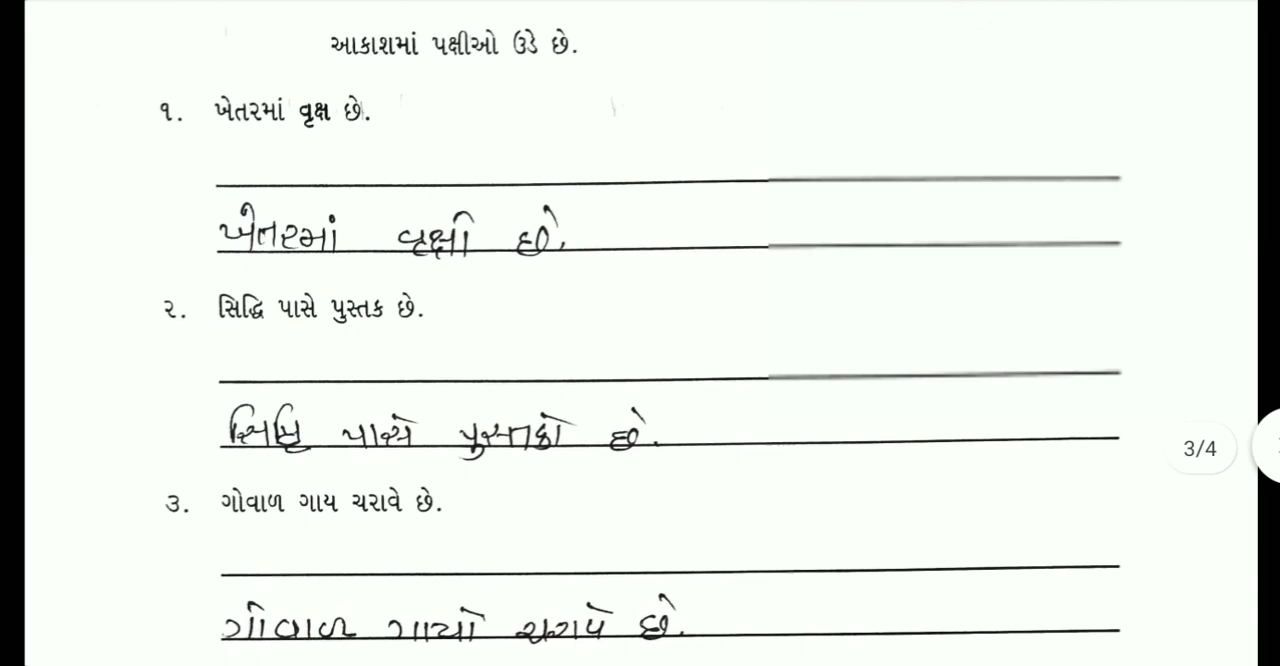 આકાશમાં પક્ષીઓ ઉડે છે.
૧. ખેતરમાં વૃક્ષ છે.
ખેતરમાં વૃક્ષો છે.
૨. સિદ્ધિ પાસે પુસ્તક છે.
સિદ્ધિ પાસે પુસ્તકો છે.
3/4
૩. ગોવાળ ગાય ચરાવે છે.
ગોવાળ ગાયો ચરાવે છે.